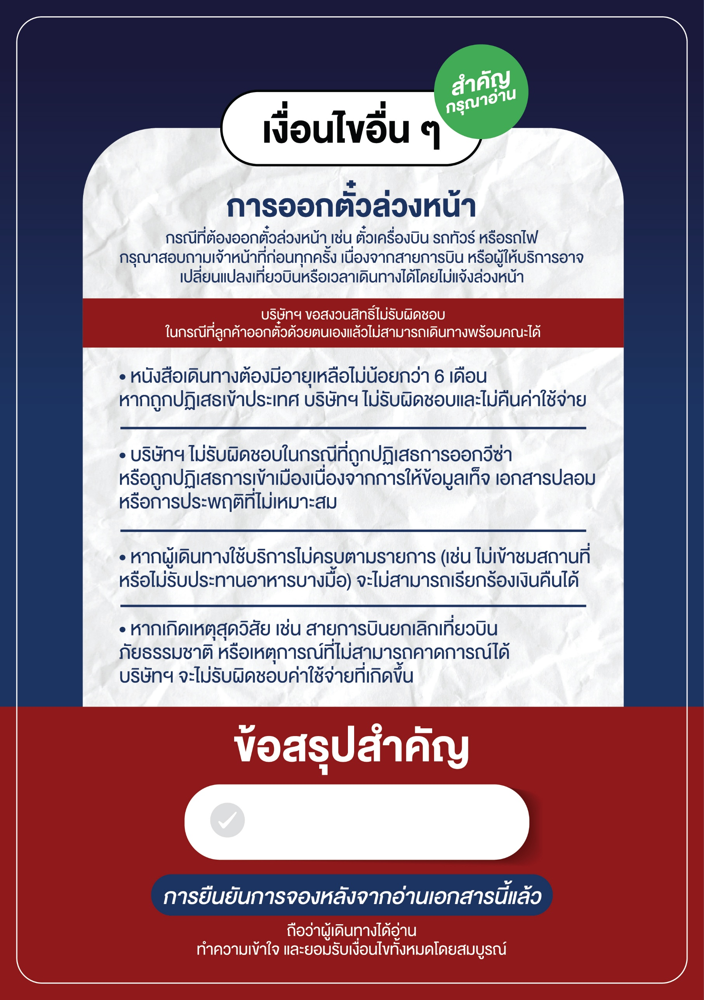 สำคัญ
กรุณาอ่าน
เงื่อนไขอื่น ๆ
การออกตั๋วล่วงหน้า
กรณีที่ต้องออกตั๋วล่วงหน้า เช่น ตั๋วเครื่องบิน รถทัวร์ หรือรถไฟ
กรุณาสอบถามเจ้าหน้าที่ก่อนทุกครั้ง เนื่องจากสายการบิน หรือผู้ให้บริการอาจ
เปลี่ยนแปลงเที่ยวบินหรือเวลาเดินทางได้โดยไม่แจ้งล่วงหน้า
บริษัทฯ ขอสงวนสิทธิ์ไม่รับผิดชอบ
ในกรณีที่ลูกค้าออกตั๋วด้วยตนเองแล้วไม่สามารถเดินทางพร้อมคณะได้
• หนังสือเดินทางต้องมีอายุเหลือไม่น้อยกว่า 6 เดือน
หากถูกปฏิเสธเข้าประเทศ บริษัทฯ ไม่รับผิดชอบและไม่คืนค่าใช้จ่าย
• บริษัทฯ ไม่รับผิดชอบในกรณีที่ถูกปฏิเสธการออกวีซ่า
หรือถูกปฏิเสธการเข้าเมืองเนื่องจากการให้ข้อมูลเท็จ เอกสารปลอม
หรือการประพฤติที่ไม่เหมาะสม
• หากผู้เดินทางใช้บริการไม่ครบตามรายการ (เช่น ไม่เข้าชมสถานที่
หรือไม่รับประทานอาหารบางมื้อ) จะไม่สามารถเรียกร้องเงินคืนได้
• หากเกิดเหตุสุดวิสัย เช่น สายการบินยกเลิกเที่ยวบิน
ภัยธรรมชาติ หรือเหตุการณ์ที่ไม่สามารถคาดการณ์ได้
บริษัทฯ จะไม่รับผิดชอบค่าใช้จ่ายที่เกิดขึ้น
ข้อสรุปสำคัญ
การยืนยันการจองหลังจากอ่านเอกสารนี้แล้ว
ถือว่าผู้เดินทางได้อ่าน
ทำความเข้าใจ และยอมรับเงื่อนไขทั้งหมดโดยสมบูรณ์